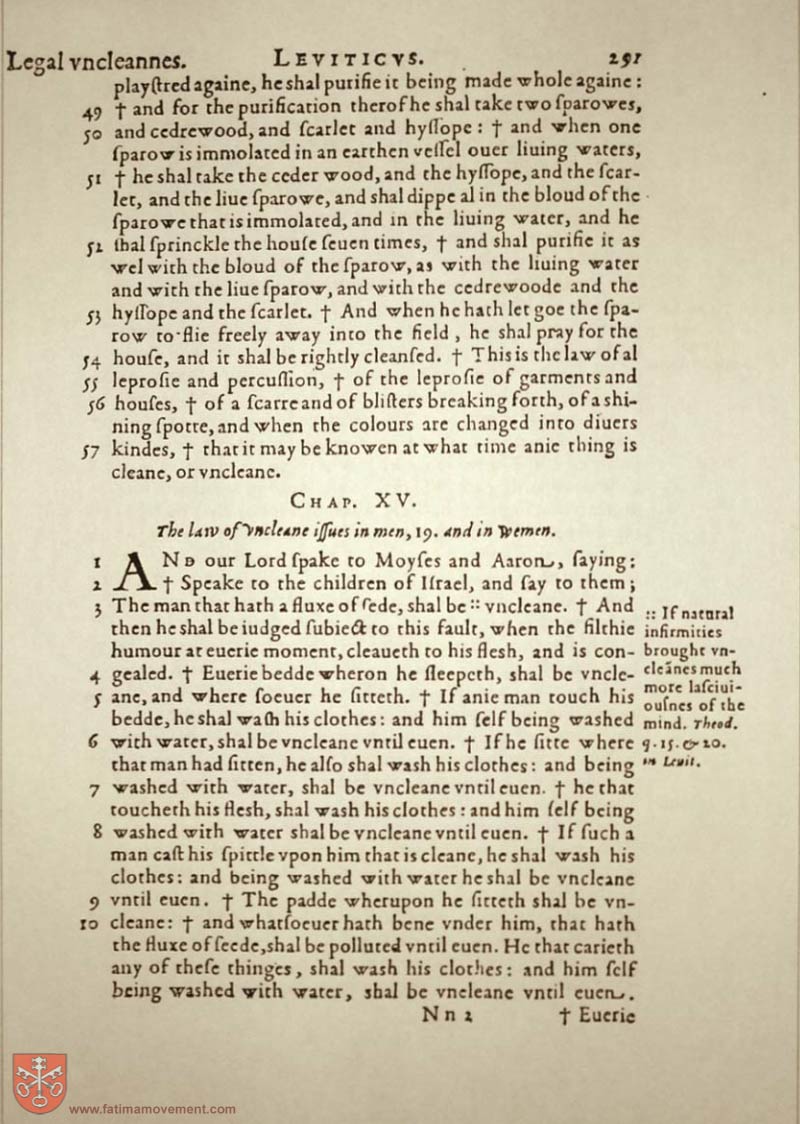 Legal vncleannes. LEVITICVS. 291
playſtred againe, he shal purifie it being made whole againe:
49 † and for the purification therof he shal take two ſparowes,
50 and cedrewood, and ſcarlet and hyſſope: † and when one
ſparow is immolated in an earthen veſſel ouer liuing waters,
51 † he shal take the ceder wood, and the hyſſope, and the ſcar-
let, and the liue ſparowe, and shal dippe al in the bloud of the
ſparowe that is immolated, and in the liuing water, and he
52 shal ſprinckle the houſe ſeuen times, † and shal purifie it as
wel with the bloud of the ſparow, as with the liuing water
and with the liue ſparow, and with the cedrewoode and the
53 hyſſope and the ſcarlet. † And when he hath let goe the ſpa-
row to flie freely away into the field, he shal pray for the
54 houſe, and it shal be rightly cleanſed. † This is the law of al
55 leproſie and percuſſion, † of the leproſie of garments and
56 houſes, † of a ſcarre and of bliſters breaking forth, of a shi-
ning ſpotte, and when the colours are changed into diuers
57 kindes, † that it may be knowen at what time anie thing is
cleane, or vncleane.
CHAP. XV.
The law of vncleane iſſues in men, 19. and in wemen.
1 AND our Lord ſpake to Moyſes and Aaron, ſaying:
2 † Speake to the children of Iſrael, and ſay to them;
3 The man that hath a fluxe of ſede, shal be :: vncleane. † And
then he shal be iudged ſubiect to this fault, when the filthie
humour at euerie moment, cleaueth to his flesh, and is con-
4 gealed. † Euerie bedde wheron he ſleepeth, shal be vncle-
5 ane, and where ſoeuer he ſitteth. † If anie man touch his
bedde, he shal wash his clothes: and him ſelf being washed
6 with water, shal be vncleane vntil euen. † If he ſitte where
that man had ſitten, he alſo shal wash his clothes: and being
7 washed with water, shal be vncleane vntil euen. † he that
toucheth his flesh, shal wash his clothes: and him ſelf being
8 washed with water shal be vncleane vntil euen. † If ſuch a
man caſt his ſpittle vpon him that is cleane, he shal wash his
clothes: and being washed with water he shal be vncleane
9 vntil euen. † The padde wherupon he ſitteth shal be vn-
10 cleane: † and whatſoeuer hath bene vnder him, that hath
the fluxe of ſeede, shal be polluted vntil euen. He that carieth
any of theſe thinges, shal wash his clothes: and him ſelf
being washed with water, shal be vncleane vntil euen.
Nn 2 † Euerie
:: If natural
infirmities
brought vn-
cleānes much
more laſciui-
ouſnes of the
mind. Theod.
q. 15. & 20.
in Leuit.
www.fatimamovement.com